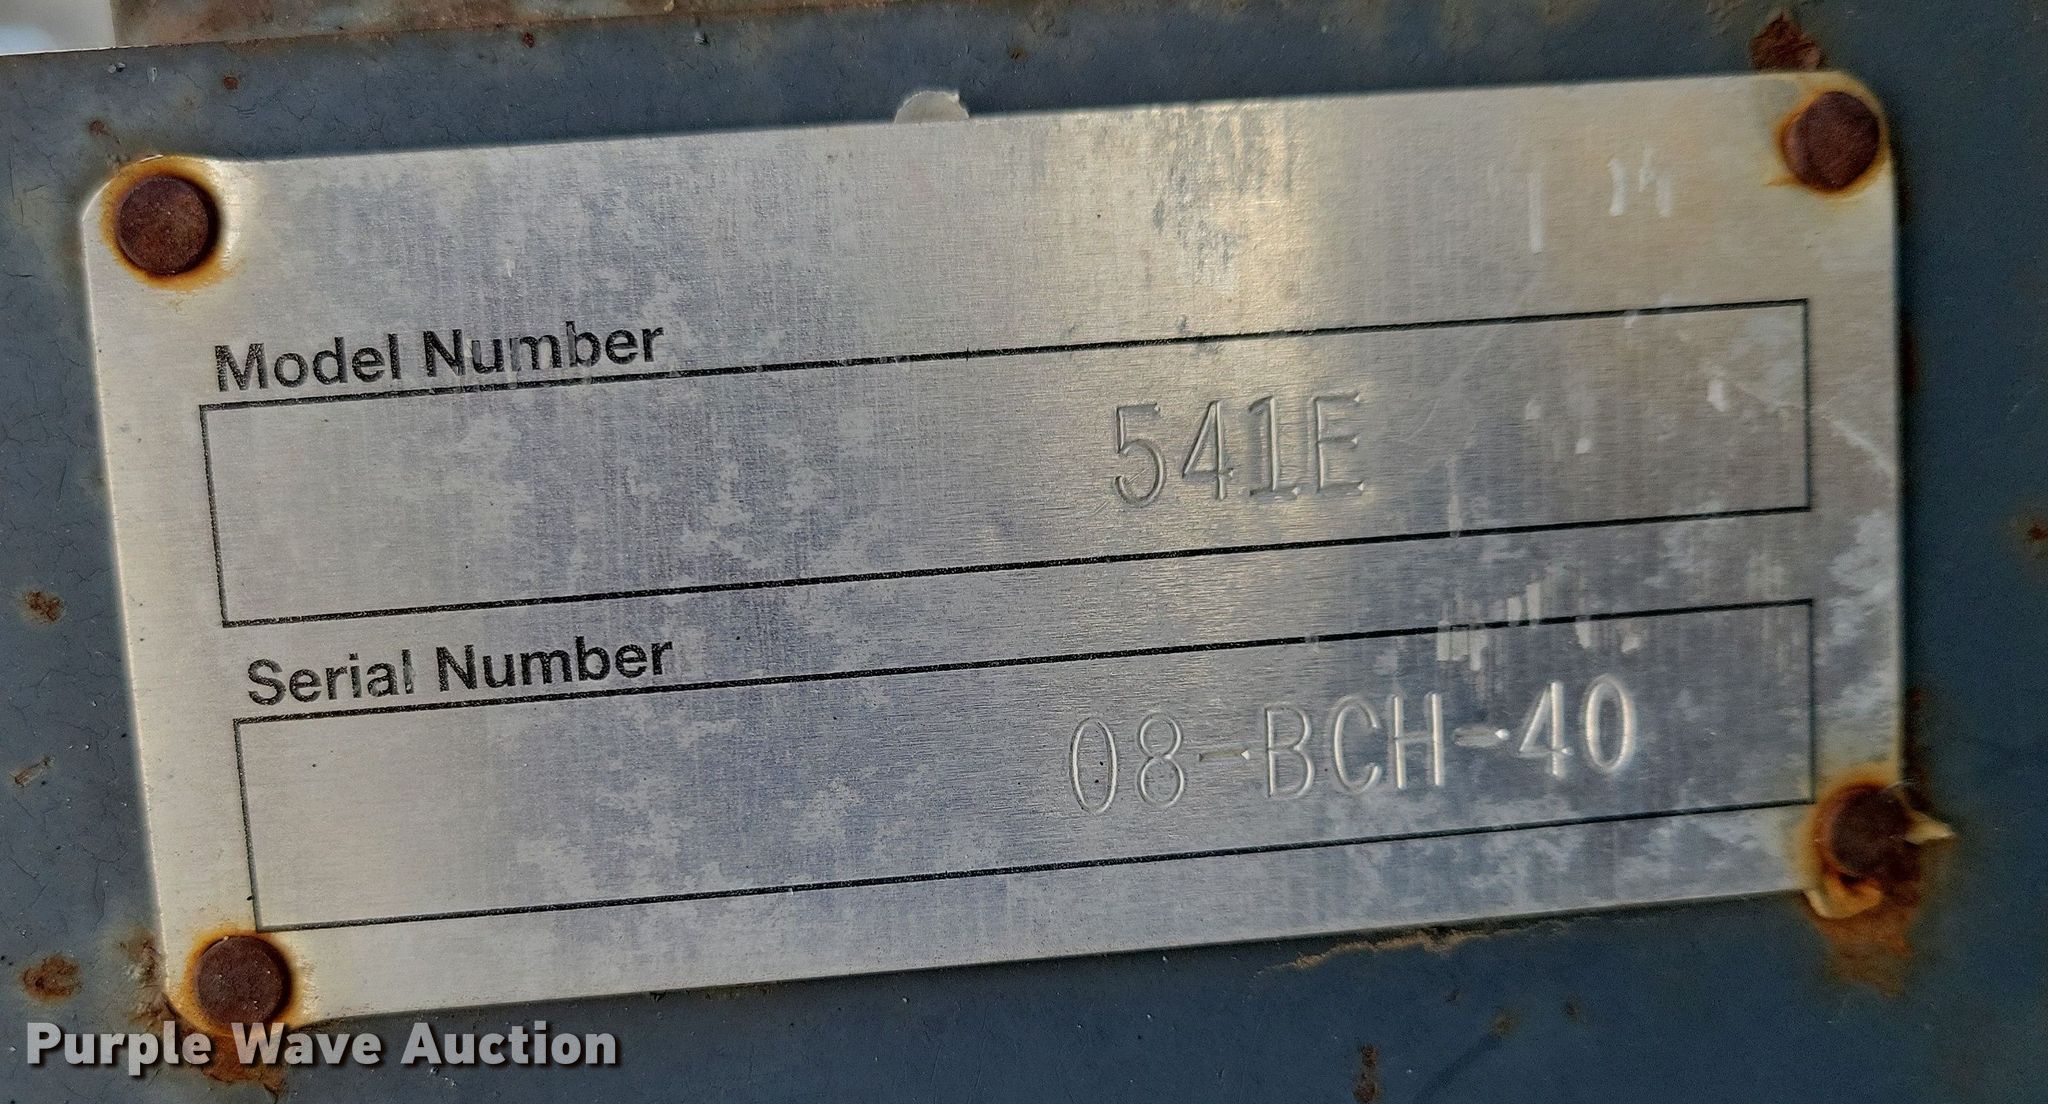 Model Number
541E
Serial Number
08-BCH-40
Purple Wave Auction